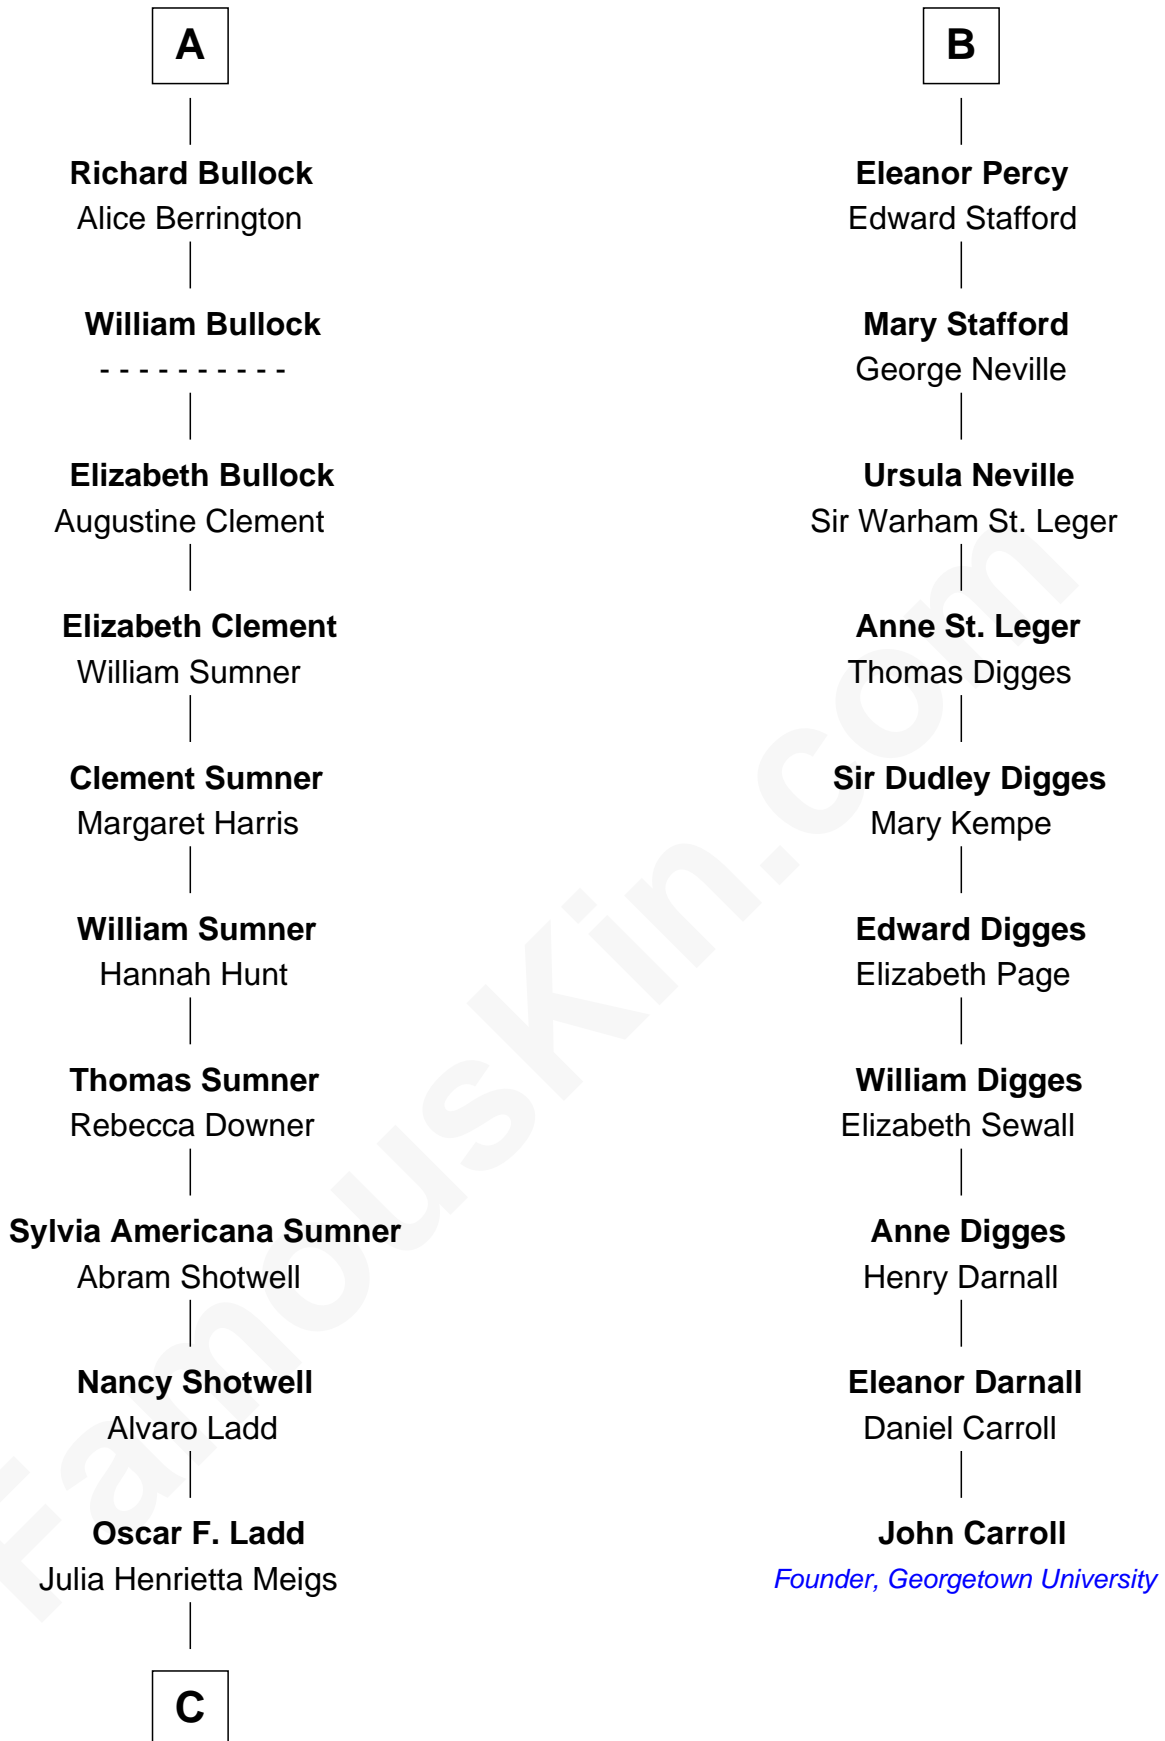 A
Richard Bullock
Alice Berrington
William Bullock
- - - - - - - - - -
Elizabeth Bullock
Augustine Clement
Elizabeth Clement
William Sumner
Clement Sumner
Margaret Harris
William Sumner
Hannah Hunt
Thomas Sumner
Rebecca Downer
Sylvia Americana Sumner
Abram Shotwell
Nancy Shotwell
Alvaro Ladd
Oscar F. Ladd
Julia Henrietta Meigs
C
B
Eleanor Percy
Edward Stafford
Mary Stafford
George Neville
Ursula Neville
Sir Warham St. Leger
Anne St. Leger
Thomas Digges
Sir Dudley Digges
Mary Kempe
Edward Digges
Elizabeth Page
William Digges
Elizabeth Sewall
Anne Digges
Henry Darnall
Eleanor Darnall
Daniel Carroll
John Carroll
Founder, Georgetown University
FamousKin.com